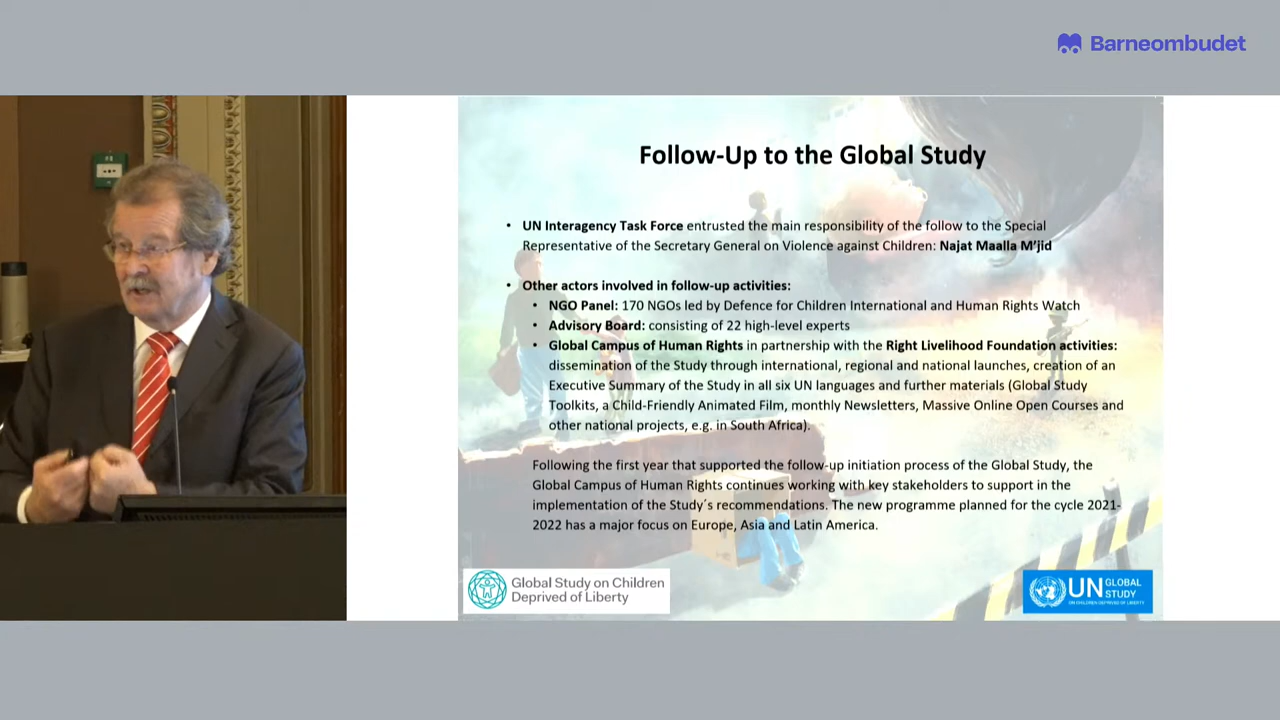 Barneombudet
Follow-Up to the Global Study
• UN Interagency Task Force entrusted the main responsibility of the follow to the Special
Representative of the Secretary General on Violence against Children: Najat Maalla M'jid
• Other actors involved in follow-up activities:
• NGO Panel: 170 NGOs led by Defence for Children International and Human Rights Watch
• Advisory Board: consisting of 22 high-level experts
• Global Campus of Human Rights in partnership with the Right Livelihood Foundation activities:
dissemination of the Study through international, regional and national launches, creation of an
Executive Summary of the Study in all six UN languages and further materials (Global Study
Toolkits, a Child-Friendly Animated Film, monthly Newsletters, Massive Online Open Courses and
other national projects, e.g. in South Africa).
Following the first year that supported the follow-up initiation process of the Global Study, the
Global Campus of Human Rights continues working with key stakeholders to support in the
implementation of the Study´s recommendations. The new programme planned for the cycle 2021-
2022 has a major focus on Europe, Asia and Latin America.
Global Study on Children
Deprived of Liberty
UN GLOBAL
STUDY
ON CHILDREN DEPRIVED OF LIBERTY